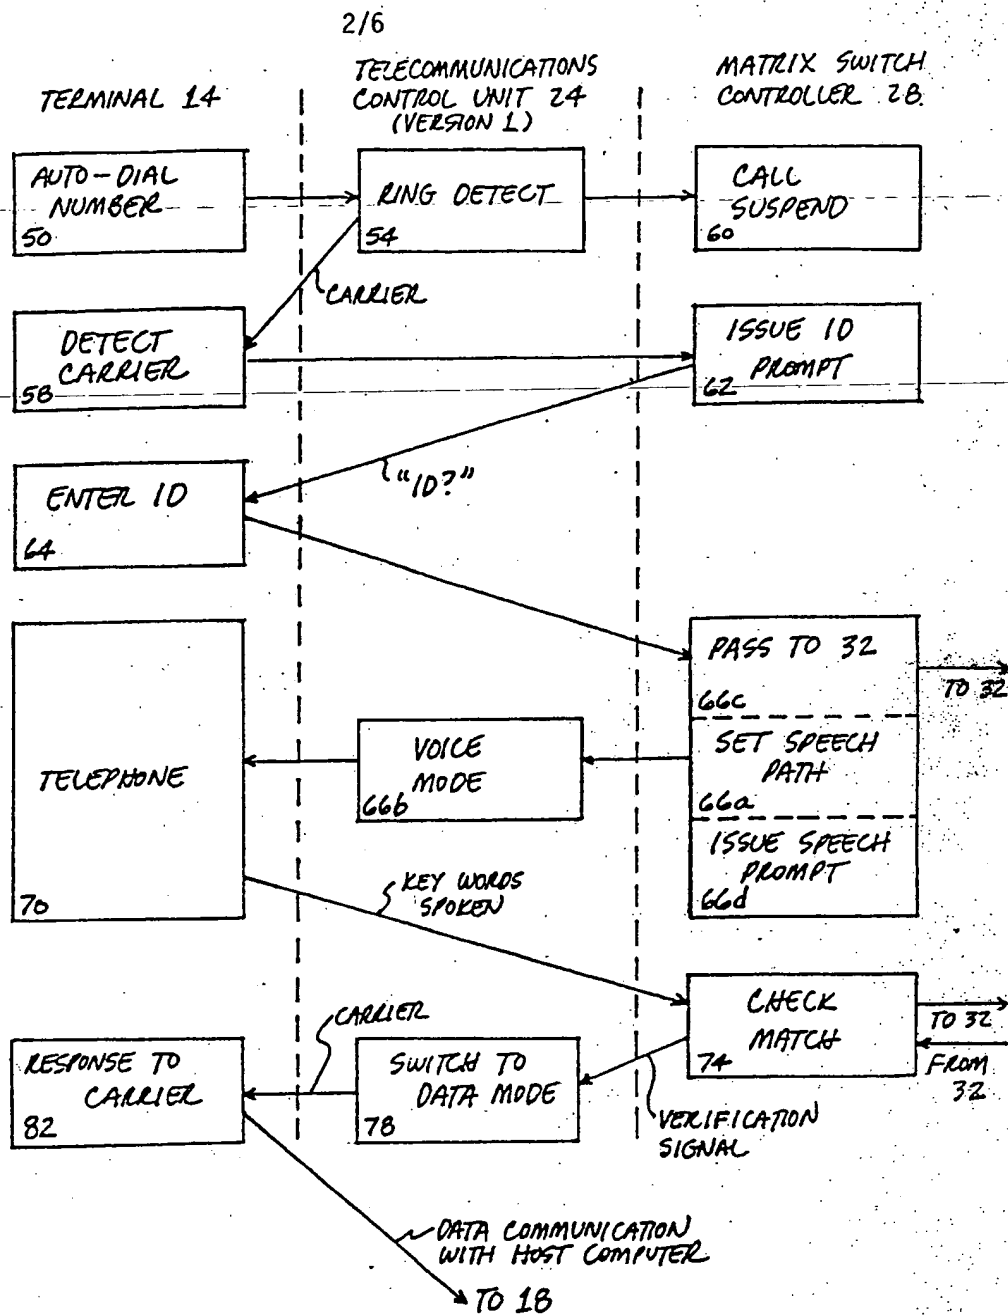 2/6
TERMINAL 14
TELECOMMUNICATIONS
CONTROL UNIT 24
(VERSION 1)
MATRIX SWITCH
CONTROLLER 28.
AUTO-DIAL
NUMBER
50
RING DETECT
54
CALL
SUSPEND
60
CARRIER
DETECT
CARRIER
58
ISSUE ID
PROMPT
62
"ID?"
ENTER ID
64
PASS TO 32
66c
TO 32
SET SPEECH
PATH
66a
ISSUE SPEECH
PROMPT
66d
VOICE
MODE
66b
TELEPHONE
70
KEY WORDS
SPOKEN
CHECK
MATCH
74
TO 32
FROM
32
CARRIER
RESPONSE TO
CARRIER
82
SWITCH TO
DATA MODE
78
VERIFICATION
SIGNAL
DATA COMMUNICATION
WITH HOST COMPUTER
TO 18